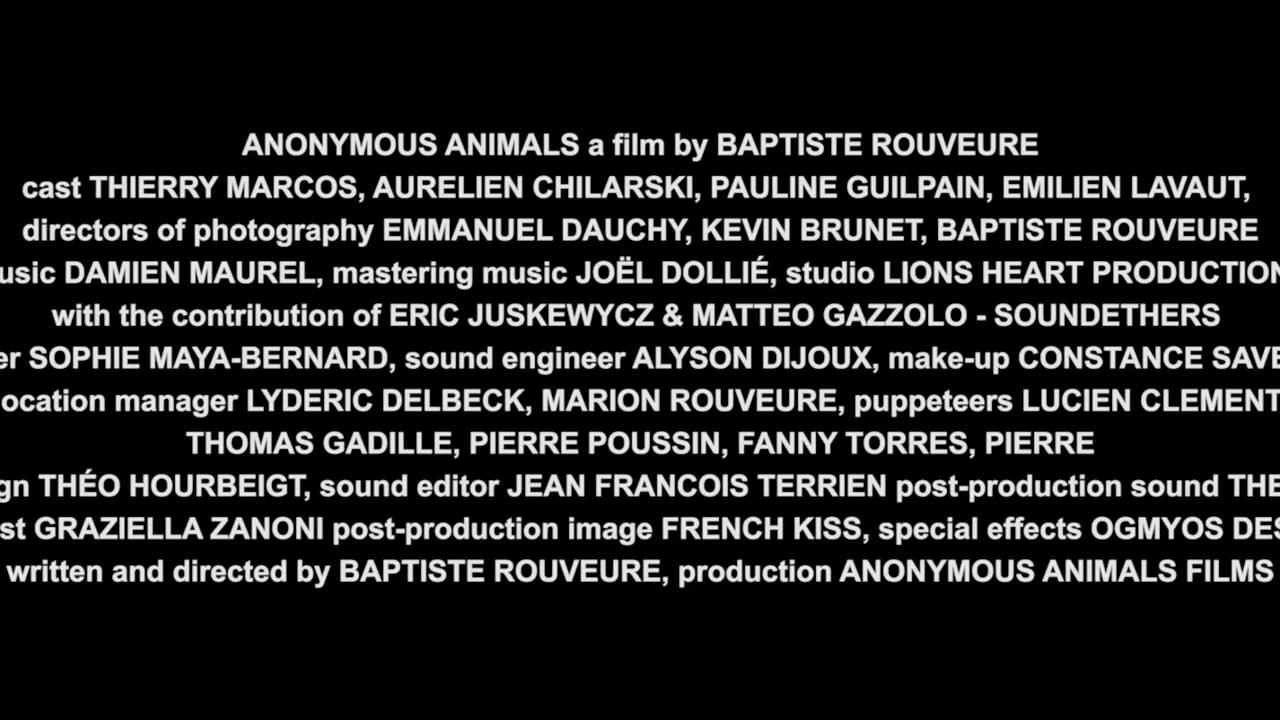 ANONYMOUS ANIMALS a film by BAPTISTE ROUVEURE
cast THIERRY MARCOS, AURELIEN CHILARSKI, PAULINE GUILPAIN, EMILIEN LAVAUT,
directors of photography EMMANUEL DAUCHY, KEVIN BRUNET, BAPTISTE ROUVEURE
usic DAMIEN MAUREL, mastering music JOËL DOLLIÉ, studio LIONS HEART PRODUCTION
with the contribution of ERIC JUSKEWYCZ & MATTEO GAZZOLO - SOUNDETHERS
er SOPHIE MAYA-BERNARD, sound engineer ALYSON DIJOUX, make-up CONSTANCE SAVE
ocation manager LYDERIC DELBECK, MARION ROUVEURE, puppeteers LUCIEN CLEMENT
THOMAS GADILLE, PIERRE POUSSIN, FANNY TORRES, PIERRE
gn THÉO HOURBEIGT, sound editor JEAN FRANCOIS TERRIEN post-production sound THE
st GRAZIELLA ZANONI post-production image FRENCH KISS, special effects OGMYOS DES
written and directed by BAPTISTE ROUVEURE, production ANONYMOUS ANIMALS FILMS